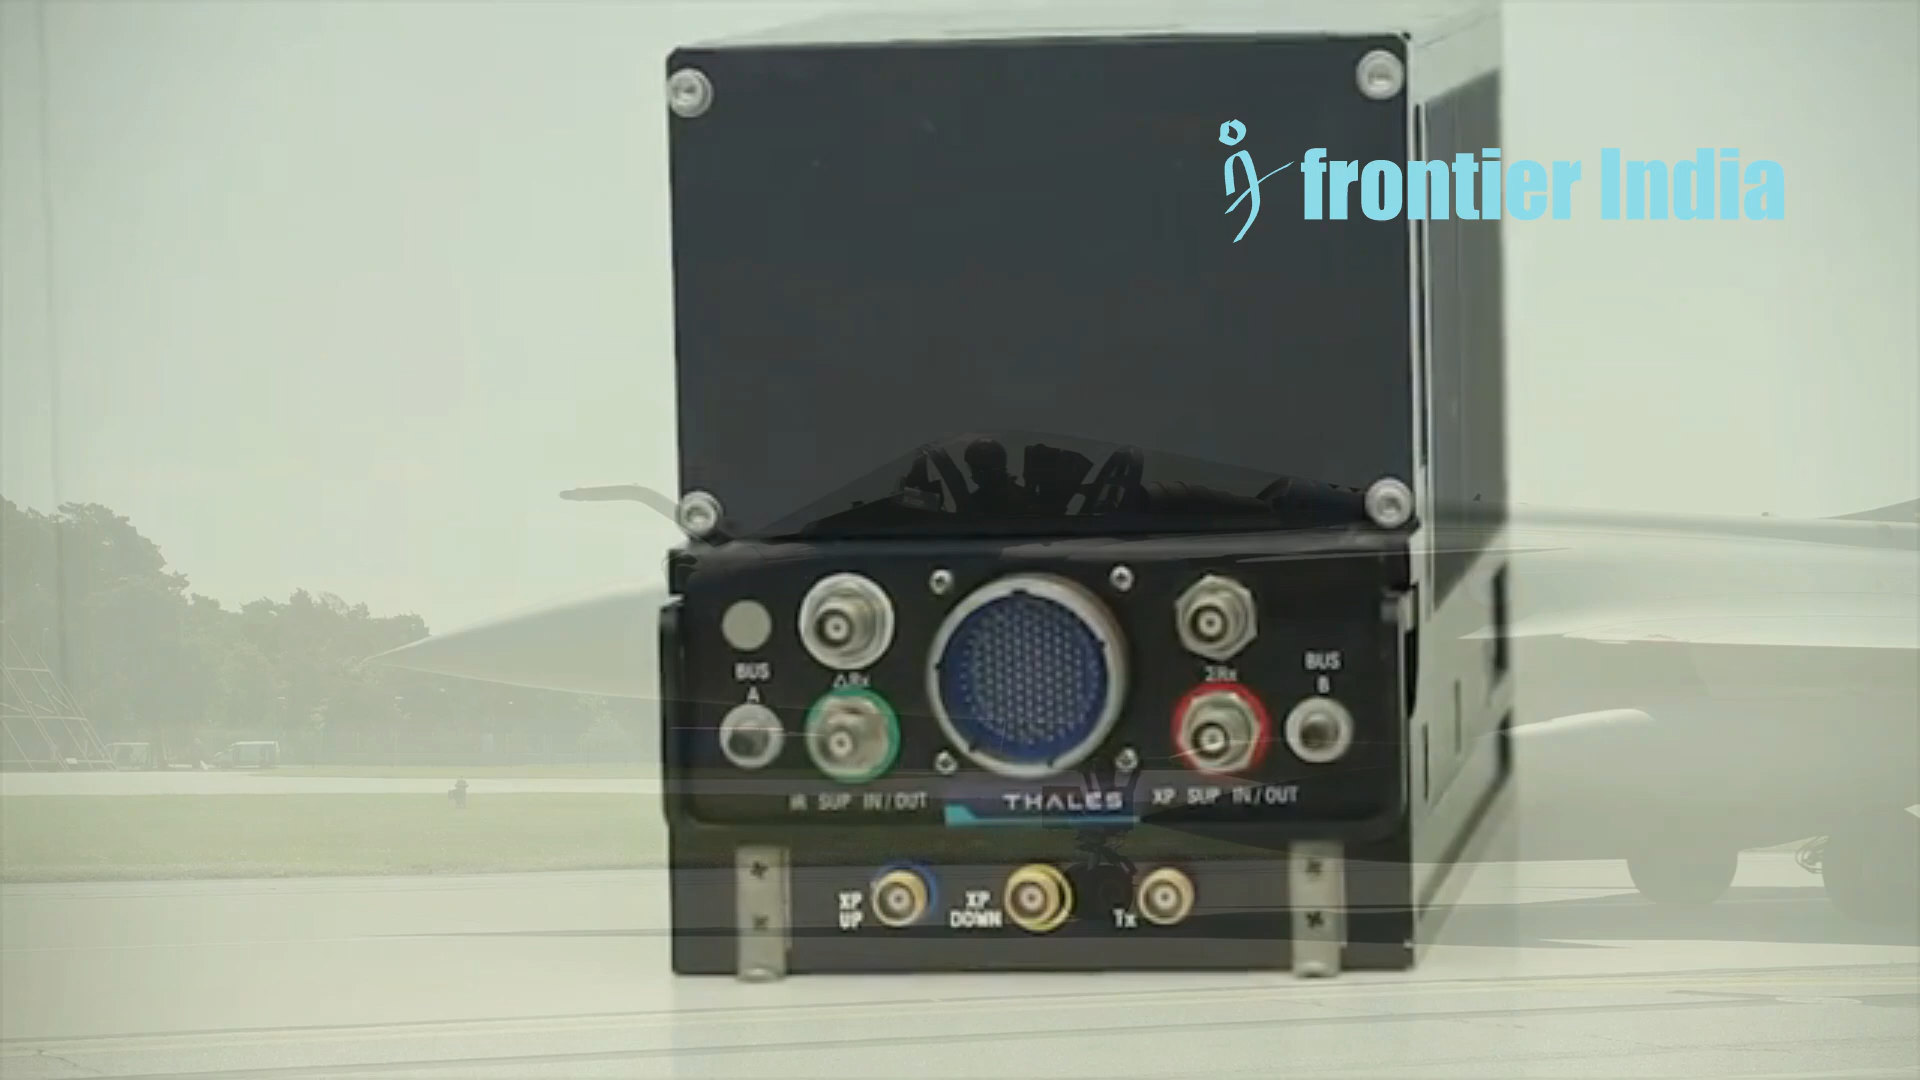 frontier India
BUS
A
ΔRx
ΣRx
BUS
B
IR SUP IN/OUT
THALES
XP SUP IN/OUT
XP
UP
XP
DOWN
Tx